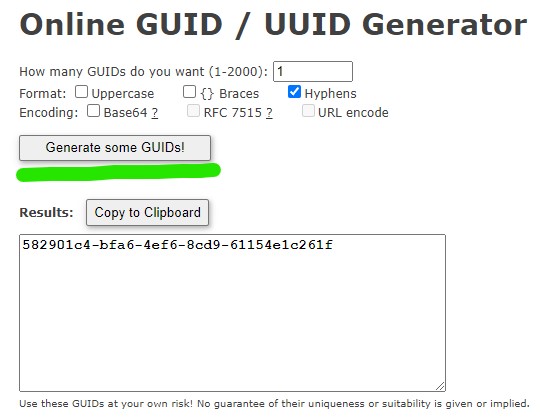 Online GUID / UUID Generator
How many GUIDs do you want (1-2000): 1
Format: Uppercase {} Braces Hyphens
Encoding: Base64 ? RFC 7515 ? URL encode
Generate some GUIDs!
Results: Copy to Clipboard
582901c4-bfa6-4ef6-8cd9-61154e1c261f
Use these GUIDs at your own risk! No guarantee of their uniqueness or suitability is given or implied.